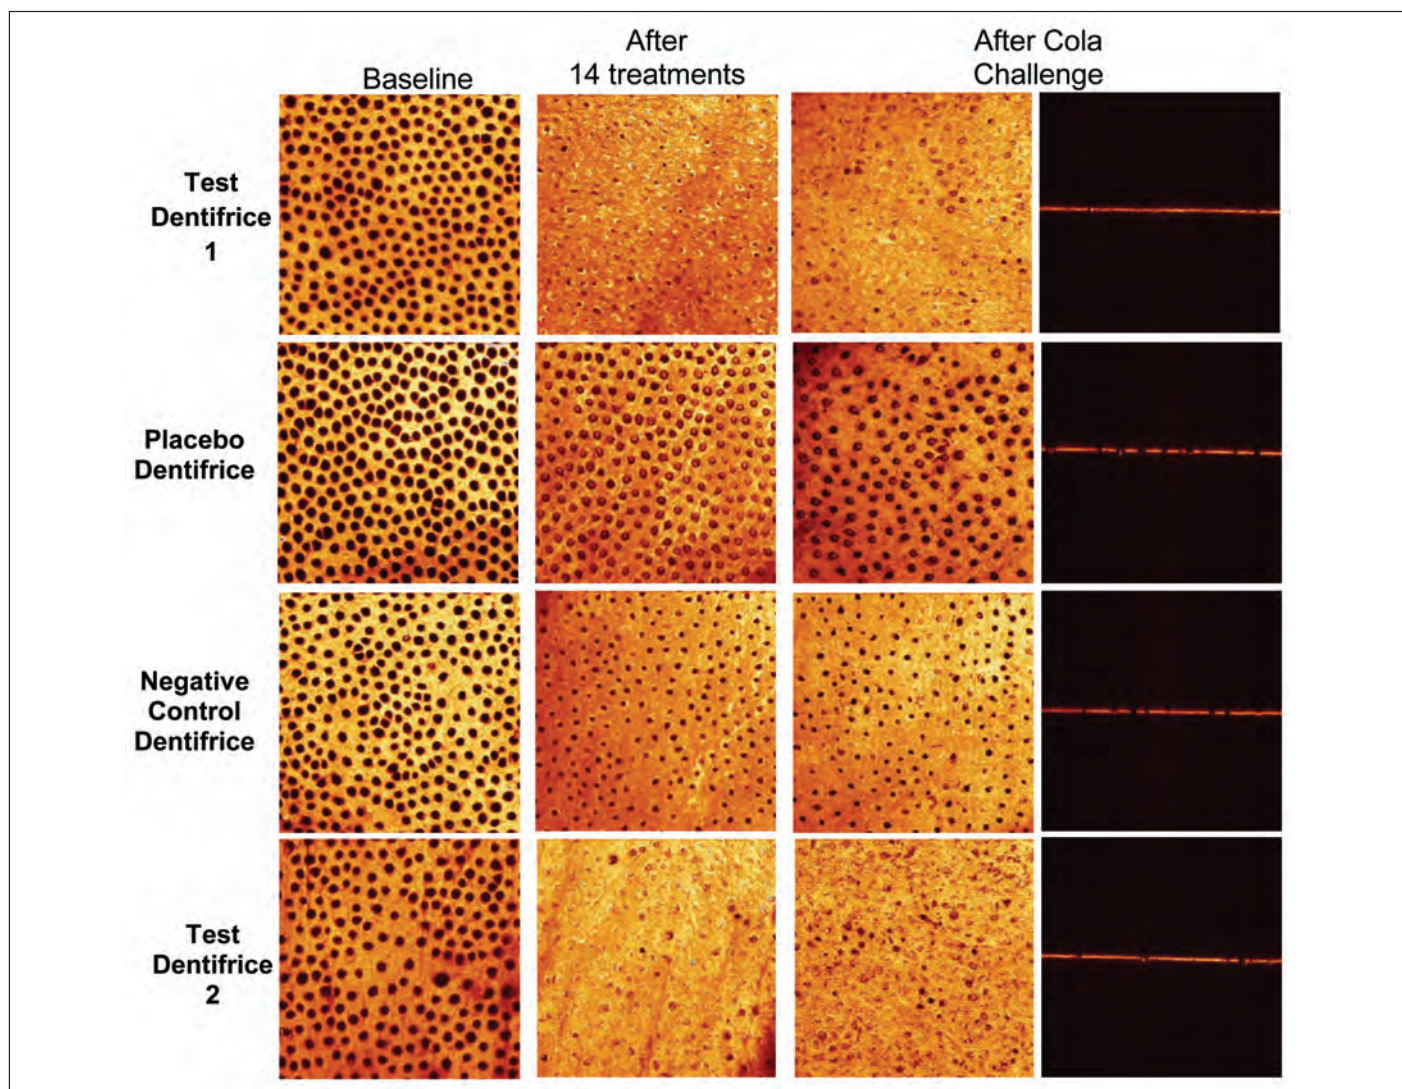 Baseline
After
14 treatments
After Cola
Challenge
Test
Dentifrice
1
Placebo
Dentifrice
Negative
Control
Dentifrice
Test
Dentifrice
2